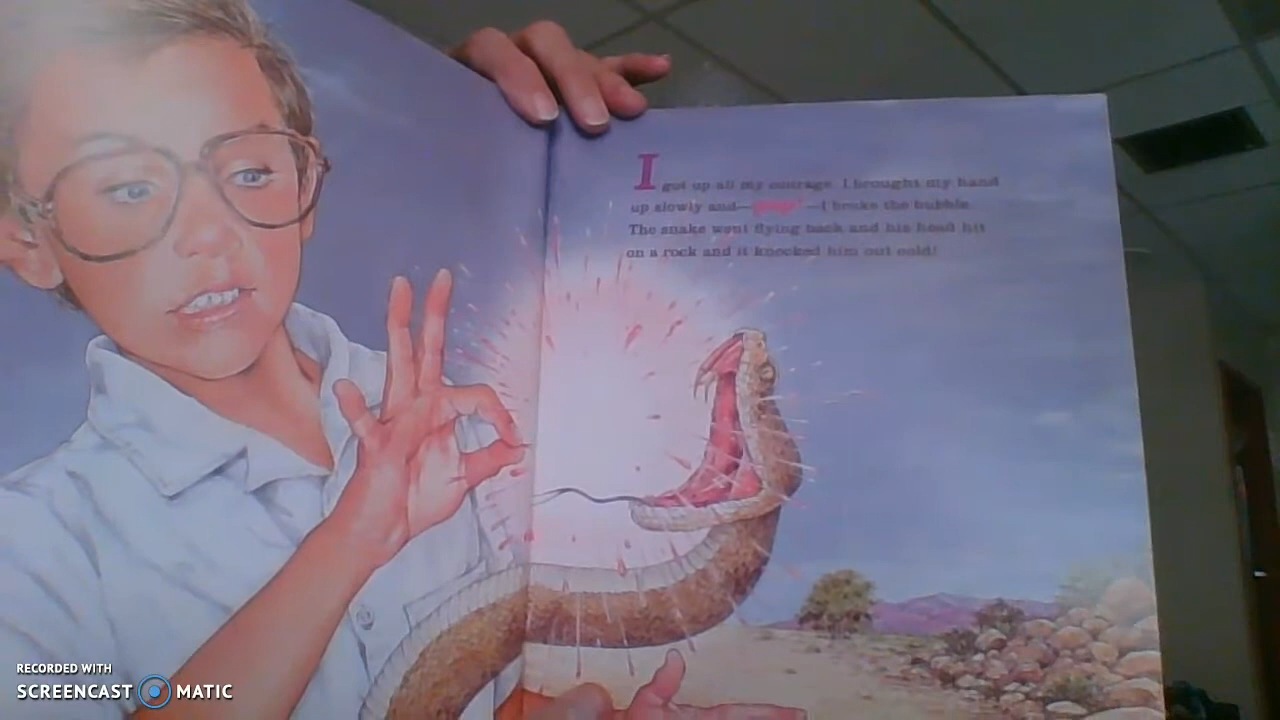 I got up all my courage. I brought my hand
up slowly and— —I broke the bubble.
The snake went flying back and his head hit
on a rock and it knocked him out cold!
RECORDED WITH
SCREENCAST MATIC